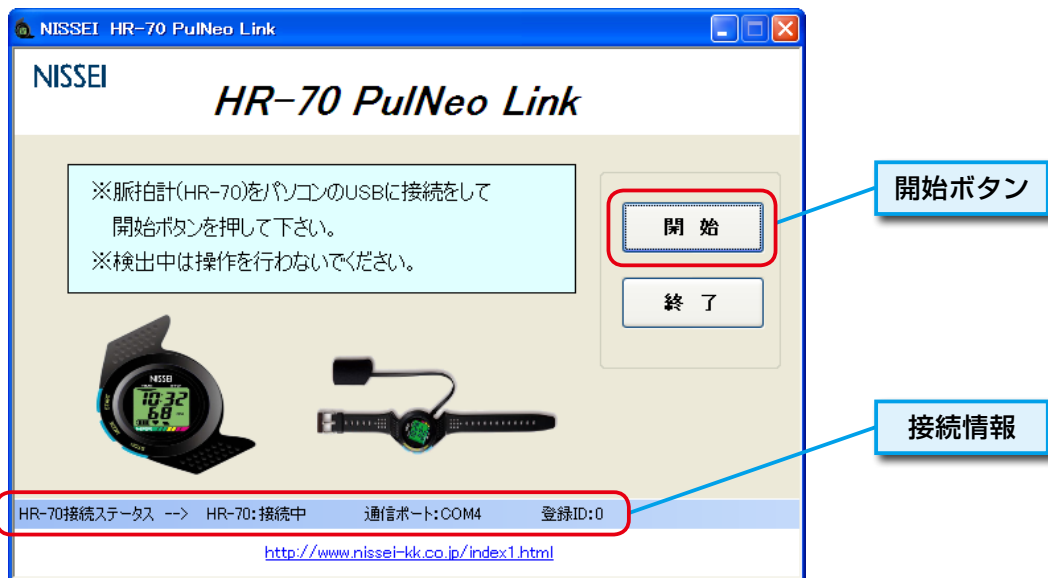 NISSEI HR-70 PulNeo Link
NISSEI
HR-70 PulNeo Link
※脈拍計(HR-70)をパソコンのUSBに接続をして
開始ボタンを押して下さい。
※検出中は操作を行わないでください。
開 始
終 了
開始ボタン
NISSEI
10:32
68
接続情報
HR-70接続ステータス --> HR-70:接続中 通信ポート:COM4 登録ID:0
http://www.nissei-kk.co.jp/index1.html